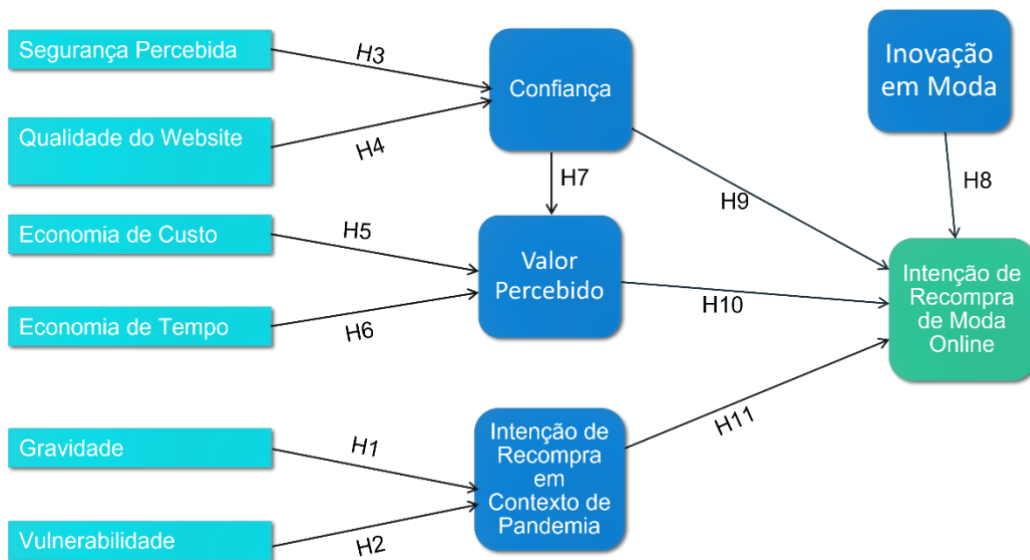 Segurança Percebida
Qualidade do Website
Economia de Custo
Economia de Tempo
Gravidade
Vulnerabilidade
H3
H4
H5
H6
H1
H2
Confiança
H7
Valor
Percebido
Intenção de
Recompra
em
Contexto de
Pandemia
H9
H10
H11
Inovação
em Moda
H8
Intenção de
Recompra
de Moda
Online